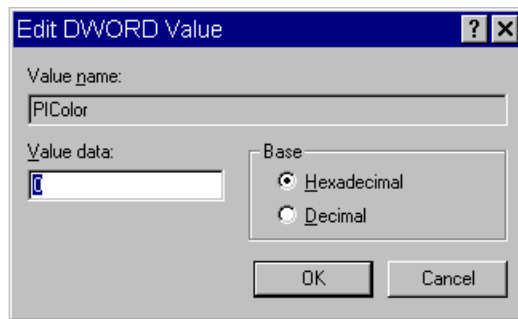 Edit DWORD Value
Value name:
PIColor
Value data:
0
Base
Hexadecimal
Decimal
OK
Cancel